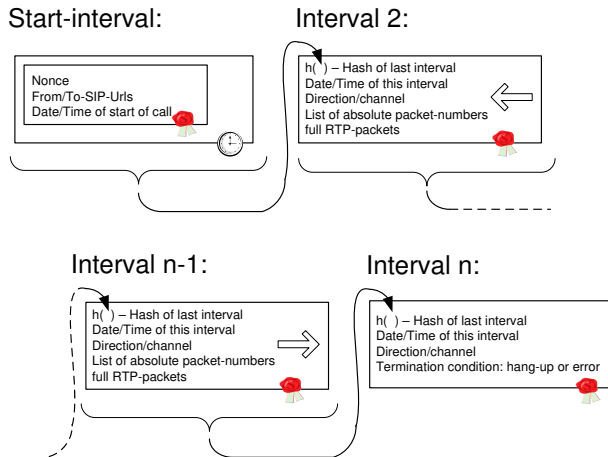 Start-interval:
Nonce
From/To-SIP-Urls
Date/Time of start of call
Interval 2:
h( ) – Hash of last interval
Date/Time of this interval
Direction/channel
List of absolute packet-numbers
full RTP-packets
Interval n-1:
h( ) – Hash of last interval
Date/Time of this interval
Direction/channel
List of absolute packet-numbers
full RTP-packets
Interval n:
h( ) – Hash of last interval
Date/Time of this interval
Direction/channel
Termination condition: hang-up or error